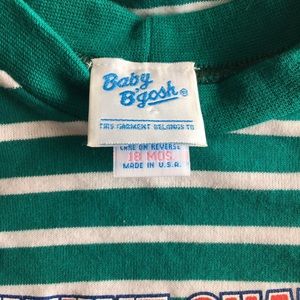 Baby
B'gosh®
THIS GARMENT BELONGS TO
CARE ON REVERSE
18 MOS.
MADE IN U.S.A.